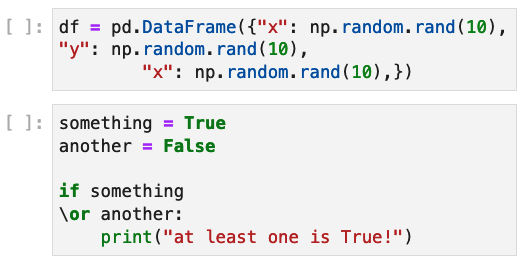 [ ]: df = pd.DataFrame({"x": np.random.rand(10),
"y": np.random.rand(10),
"x": np.random.rand(10),})
[ ]: something = True
another = False
if something
\or another:
print("at least one is True!")